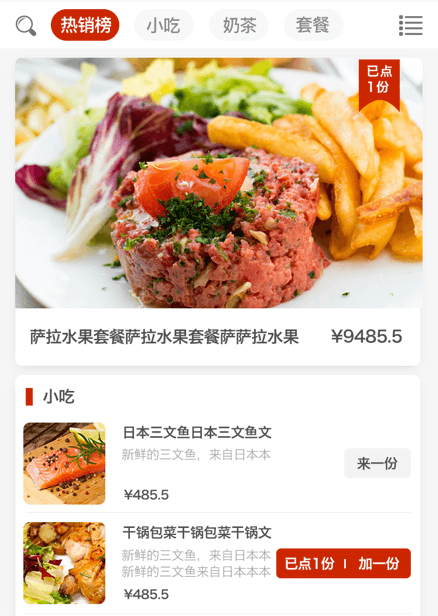 热销榜
小吃
奶茶
套餐
已点
1份
萨拉水果套餐萨拉水果套餐萨萨拉水果
¥9485.5
小吃
日本三文鱼日本三文鱼文
新鲜的三文鱼，来自日本本
来一份
¥485.5
干锅包菜干锅包菜干锅文
新鲜的三文鱼，来自日本本
新鲜的三文鱼来自日本本本
已点1份 | 加一份
¥485.5